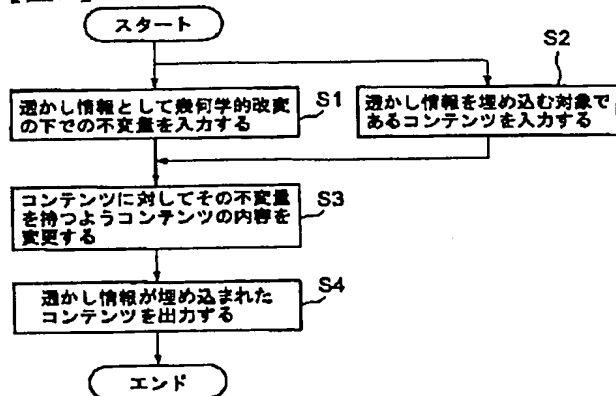 スタート
S2
透かし情報として幾何学的改変
の下での不変量を入力する
S1
透かし情報を埋め込む対象で
あるコンテンツを入力する
コンテンツに対してその不変量
を持つようコンテンツの内容を
変更する
S3
透かし情報が埋め込まれた
コンテンツを出力する
S4
エンド